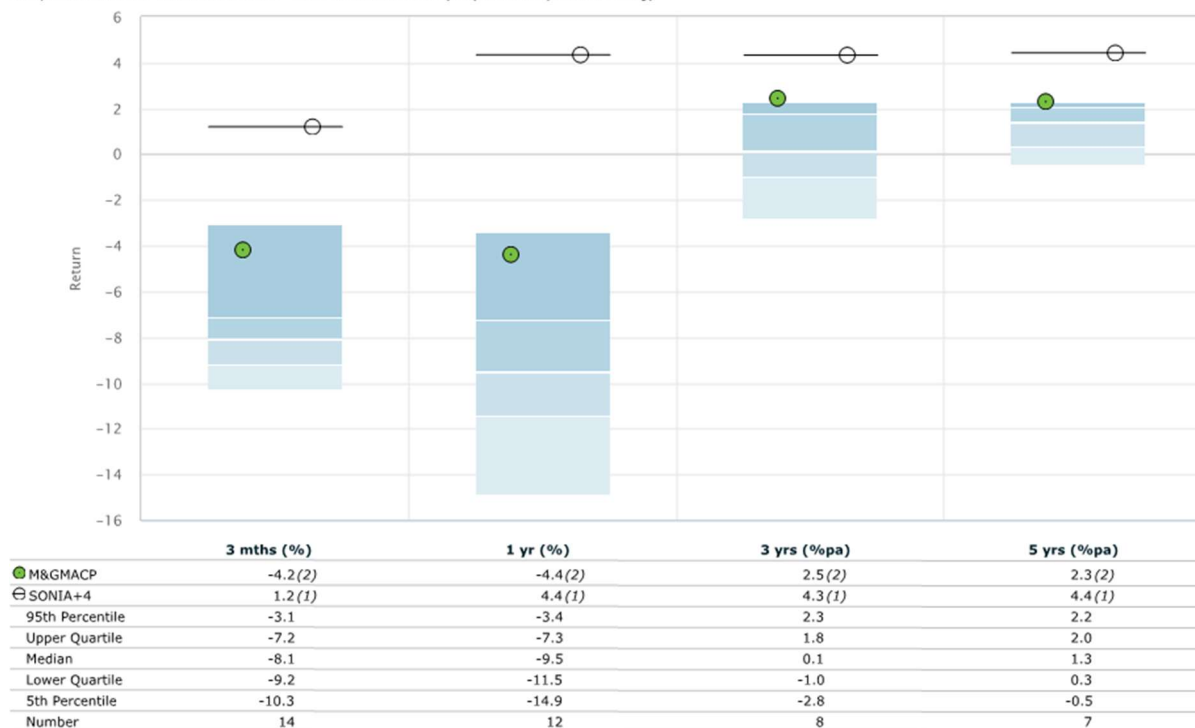 6
4
2
0
-2
-4
-6
-8
-10
-12
-14
-16
Return
3 mths (%) 1 yr (%) 3 yrs (%pa) 5 yrs (%pa)
M&GMACP -4.2(2) -4.4(2) 2.5(2) 2.3(2)
SONIA+4 1.2(1) 4.4(1) 4.3(1) 4.4(1)
95th Percentile -3.1 -3.4 2.3 2.2
Upper Quartile -7.2 -7.3 1.8 2.0
Median -8.1 -9.5 0.1 1.3
Lower Quartile -9.2 -11.5 -1.0 0.3
5th Percentile -10.3 -14.9 -2.8 -0.5
Number 14 12 8 7